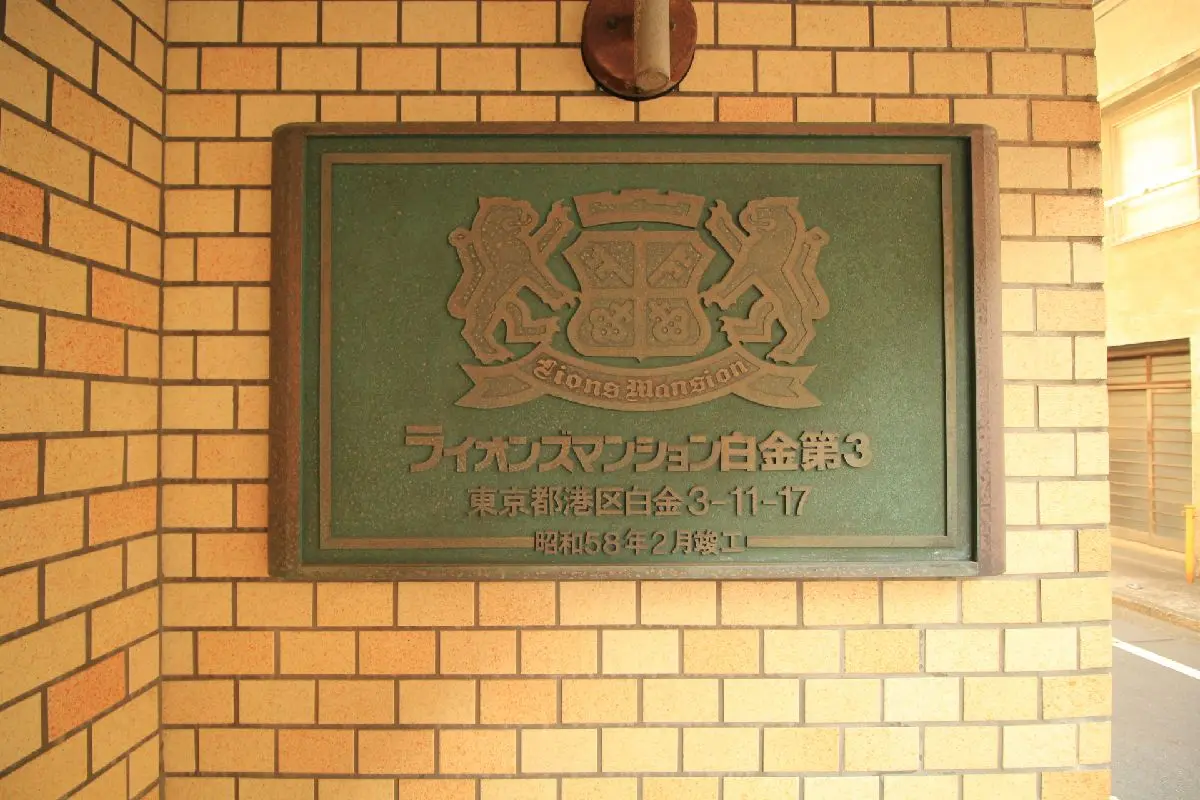 Lions Mansion
ライオンズマンション白金第3
東京都港区白金3-11-17
昭和58年2月竣工